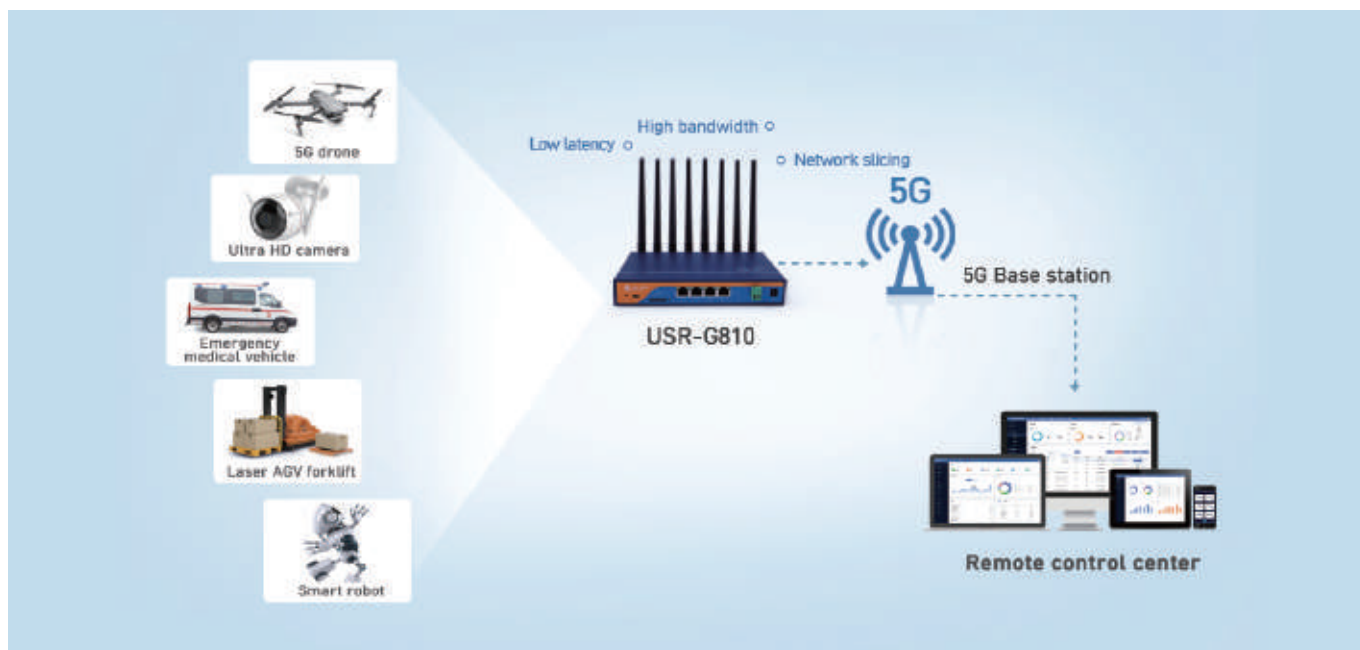 5G drone
Ultra HD camera
Emergency
medical vehicle
Laser AGV forklift
Smart robot
High bandwidth
Low latency
Network slicing
USR-G810
5G
5G Base station
Remote control center